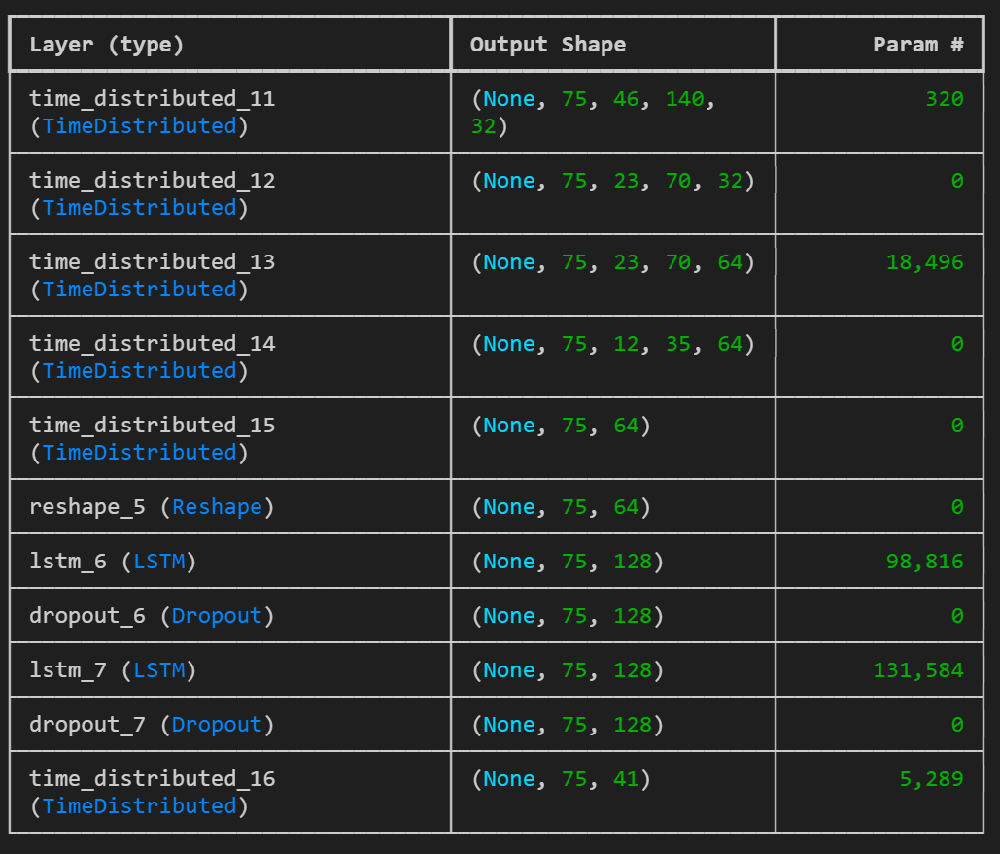 Layer (type) Output Shape Param #
time_distributed_11 (None, 75, 46, 140, 320
(TimeDistributed) 32)
time_distributed_12 (None, 75, 23, 70, 32) 0
(TimeDistributed)
time_distributed_13 (None, 75, 23, 70, 64) 18,496
(TimeDistributed)
time_distributed_14 (None, 75, 12, 35, 64) 0
(TimeDistributed)
time_distributed_15 (None, 75, 64) 0
(TimeDistributed)
reshape_5 (Reshape) (None, 75, 64) 0
lstm_6 (LSTM) (None, 75, 128) 98,816
dropout_6 (Dropout) (None, 75, 128) 0
lstm_7 (LSTM) (None, 75, 128) 131,584
dropout_7 (Dropout) (None, 75, 128) 0
time_distributed_16 (None, 75, 41) 5,289
(TimeDistributed)